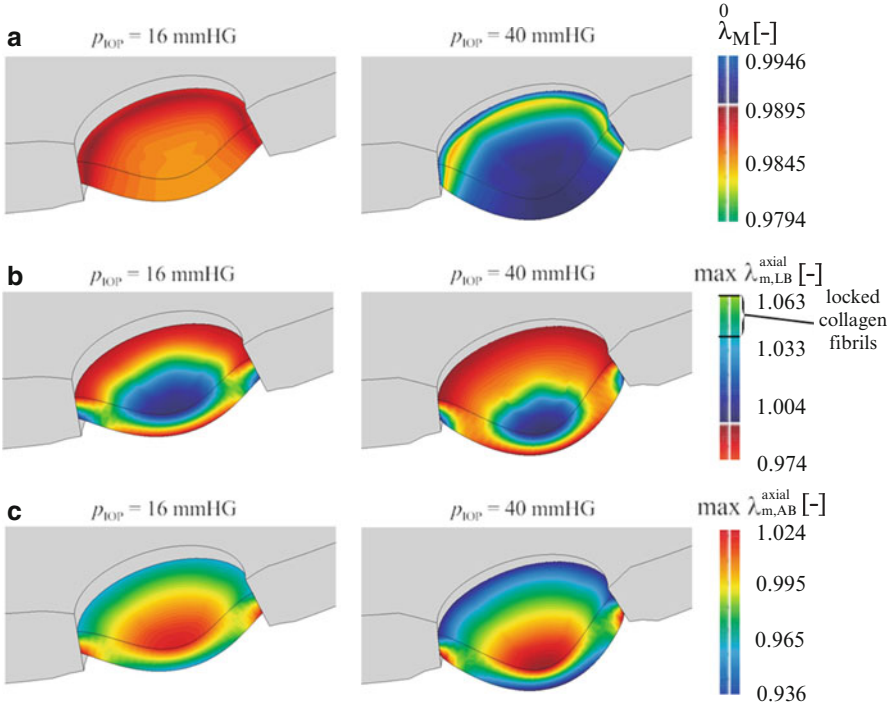 0
a
p_IOP = 16 mmHG
p_IOP = 40 mmHG
λ_M [-]
0.9946
0.9895
0.9845
0.9794
b
p_IOP = 16 mmHG
p_IOP = 40 mmHG
max λ^axial_m,LB [-]
1.063
locked
collagen
fibrils
1.033
1.004
0.974
c
p_IOP = 16 mmHG
p_IOP = 40 mmHG
max λ^axial_m,AB [-]
1.024
0.995
0.965
0.936